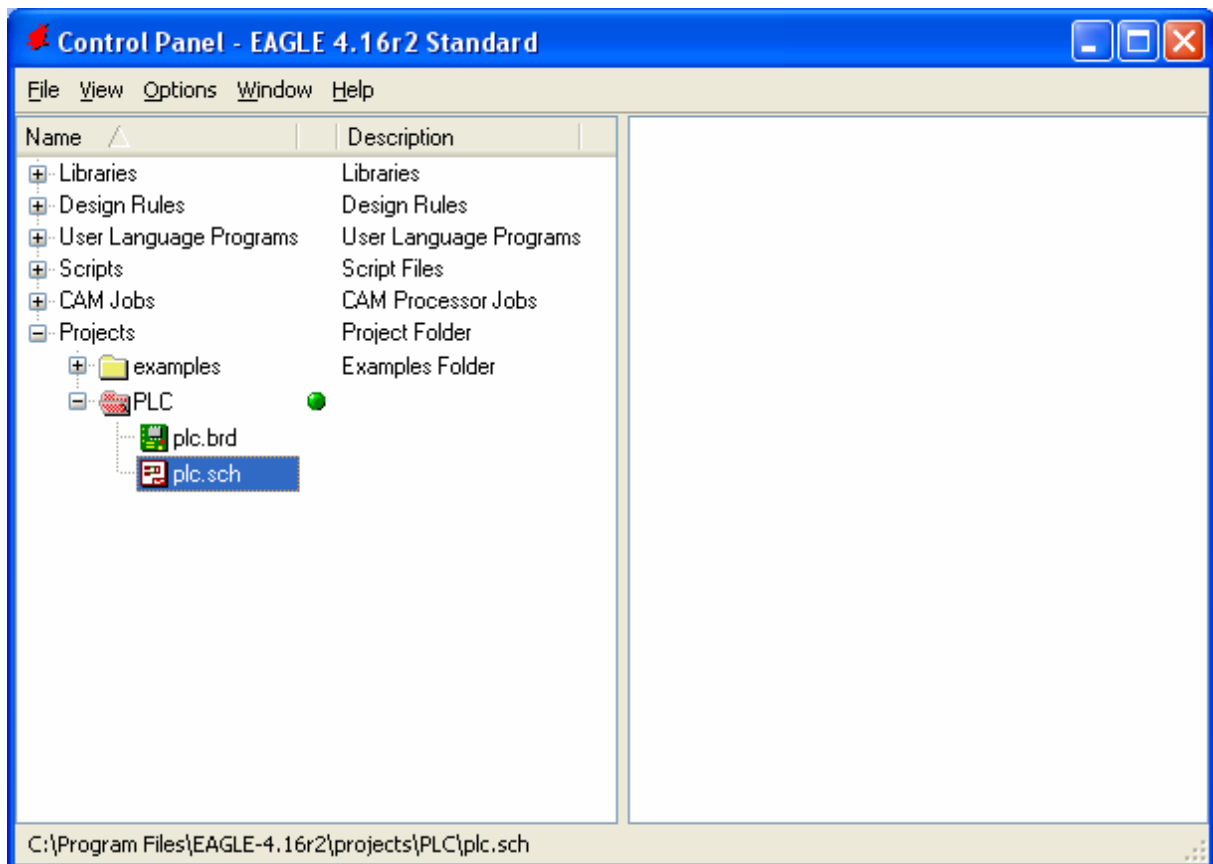 Control Panel - EAGLE 4.16r2 Standard
File View Options Window Help
Name Description
Libraries Libraries
Design Rules Design Rules
User Language Programs User Language Programs
Scripts Script Files
CAM Jobs CAM Processor Jobs
Projects Project Folder
examples Examples Folder
PLC
plc.brd
plc.sch
C:\Program Files\EAGLE-4.16r2\projects\PLC\plc.sch